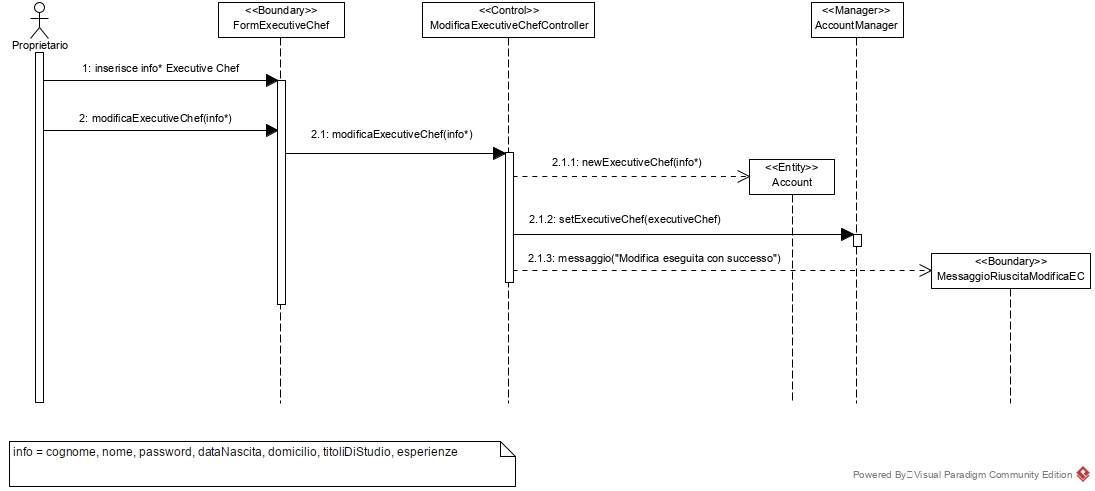 <<Boundary>>
FormExecutiveChef
<<Control>>
ModificaExecutiveChefController
<<Manager>>
AccountManager
Proprietario
1: inserisce info* Executive Chef
2: modificaExecutiveChef(info*)
2.1: modificaExecutiveChef(info*)
2.1.1: newExecutiveChef(info*)
<<Entity>>
Account
2.1.2: setExecutiveChef(executiveChef)
2.1.3: messaggio("Modifica eseguita con successo")
<<Boundary>>
MessaggioRiuscitaModificaEC
info = cognome, nome, password, dataNascita, domicilio, titoliDiStudio, esperienze
Powered By Visual Paradigm Community Edition